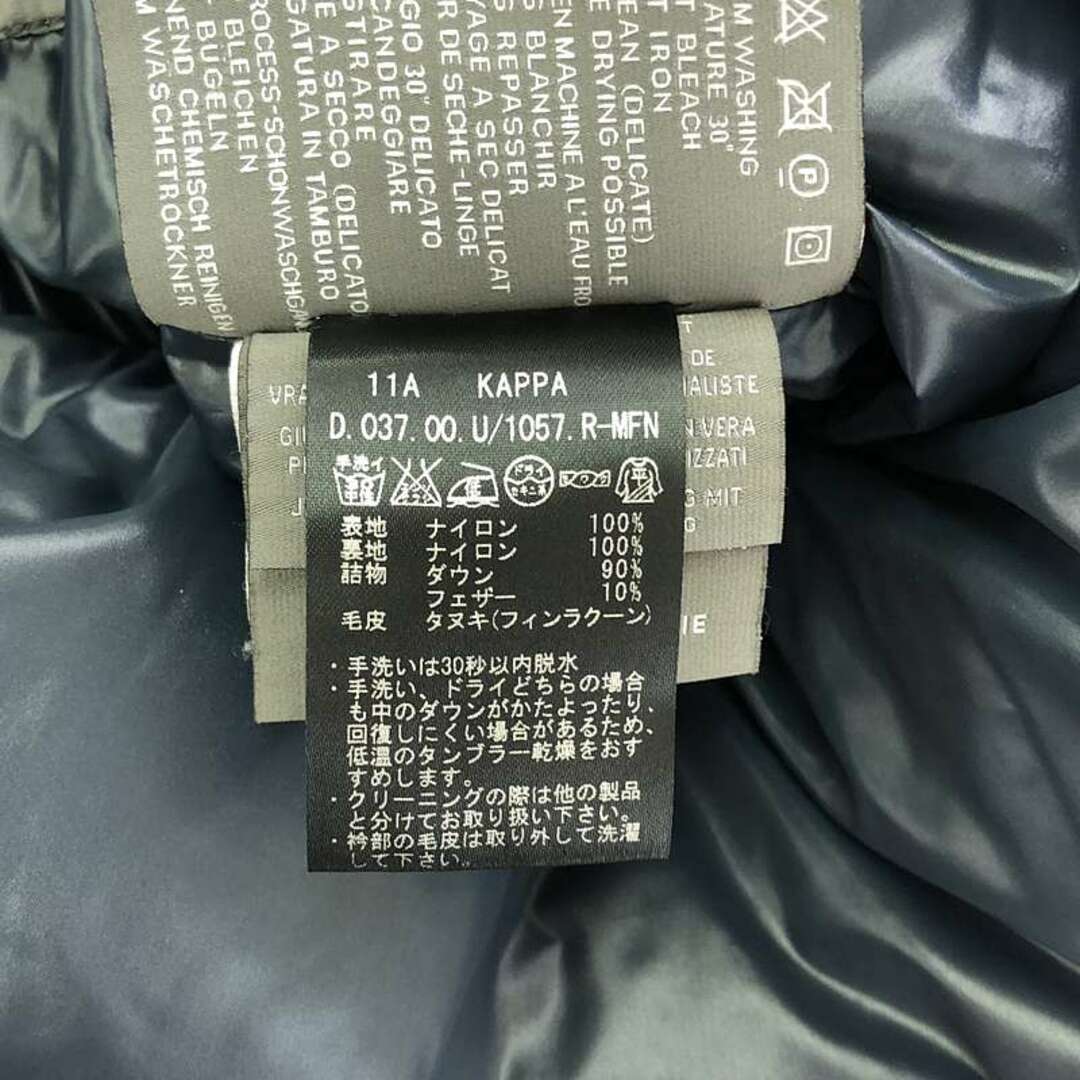 M WASHING
ATURE 30°
T BLEACH
T IRON
EAN (DELICATE)
E DRYING POSSIBLE
EN MACHINE A L'EAU FRO
S BLANCHIR
S REPASSER
YAGE A SEC DELICAT
R DE SECHE-LINGE
GIO 30° DELICATO
CANDEGGIARE
STIRARE
E A SECO (DELICATO
GATURA IN TAMBURO
ROCESS-SCHONWASCHGAN
BLEICHEN
BÜGELN
NEND CHEMISCH REINIGEN
M WÄSCHETROCKNER
P
11A KAPPA
D.037.00.U/1057.R-MFN
手洗イ
ドライ
平
表地 ナイロン 100%
裏地 ナイロン 100%
詰物 ダウン 90%
フェザー 10%
毛皮 タヌキ(フィンラクーン)
・手洗いは30秒以内脱水
・手洗い、ドライどちらの場合
も中のダウンがかたよったり、
回復しにくい場合があるため、
低温のタンブラー乾燥をおす
すめします。
・クリーニングの際は他の製品
と分けてお取り扱い下さい。
・衿部の毛皮は取り外して洗濯
して下さい。
VRA
GIU
J
DE
IALISTE
N VERA
IZZATI
G MIT
G
IE